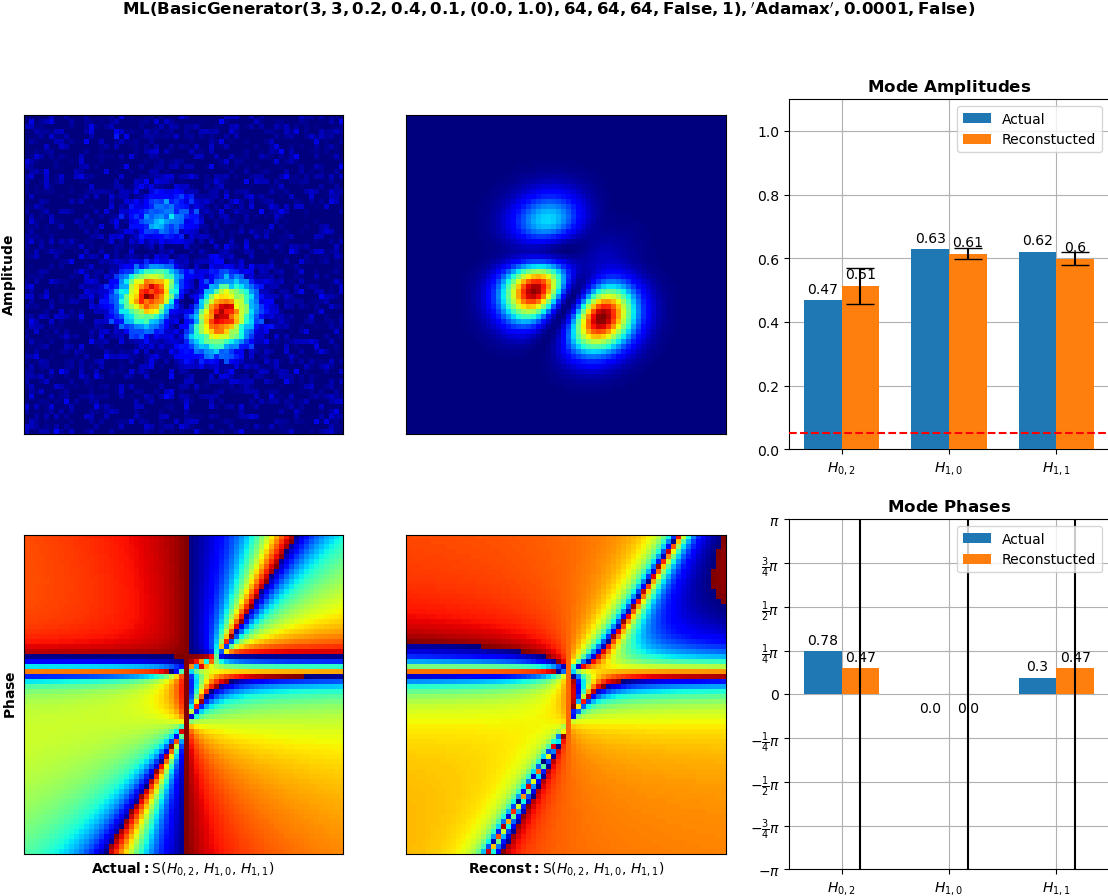 ML(BasicGenerator(3, 3, 0.2, 0.4, 0.1, (0.0, 1.0), 64, 64, 64, False, 1), ′Adamax′, 0.0001, False)
Amplitude
Mode Amplitudes
Actual
Reconstucted
1.0
0.8
0.6
0.4
0.2
0.0
0.47
0.51
0.63
0.61
0.62
0.6
H0, 2
H1, 0
H1, 1
Phase
Actual: S(H0, 2, H1, 0, H1, 1)
Reconst: S(H0, 2, H1, 0, H1, 1)
Mode Phases
Actual
Reconstucted
π
3/4π
1/2π
1/4π
0
−1/4π
−1/2π
−3/4π
−π
0.78
0.47
0.0
0.0
0.3
0.47
H0, 2
H1, 0
H1, 1